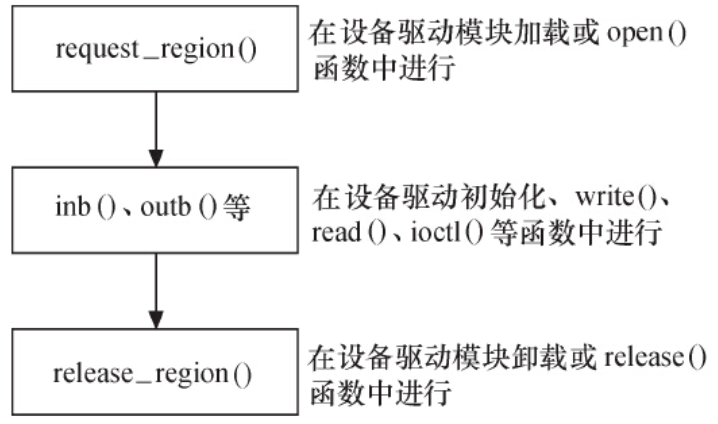 request_region()
在设备驱动模块加载或 open()
函数中进行
inb()、outb()等
在设备驱动初始化、write()、
read()、ioctl()等函数中进行
release_region()
在设备驱动模块卸载或 release()
函数中进行